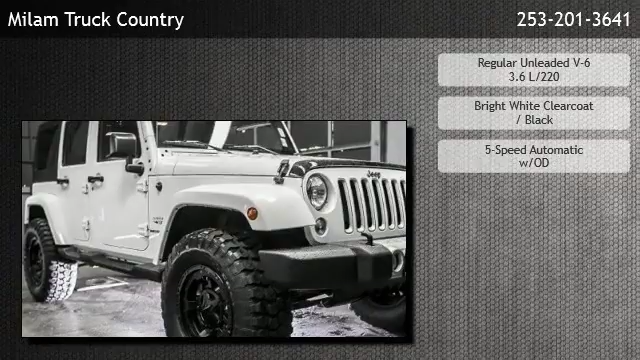 Milam Truck Country
253-201-3641
Regular Unleaded V-6
3.6 L/220
Bright White Clearcoat
/ Black
5-Speed Automatic
w/OD
Jeep